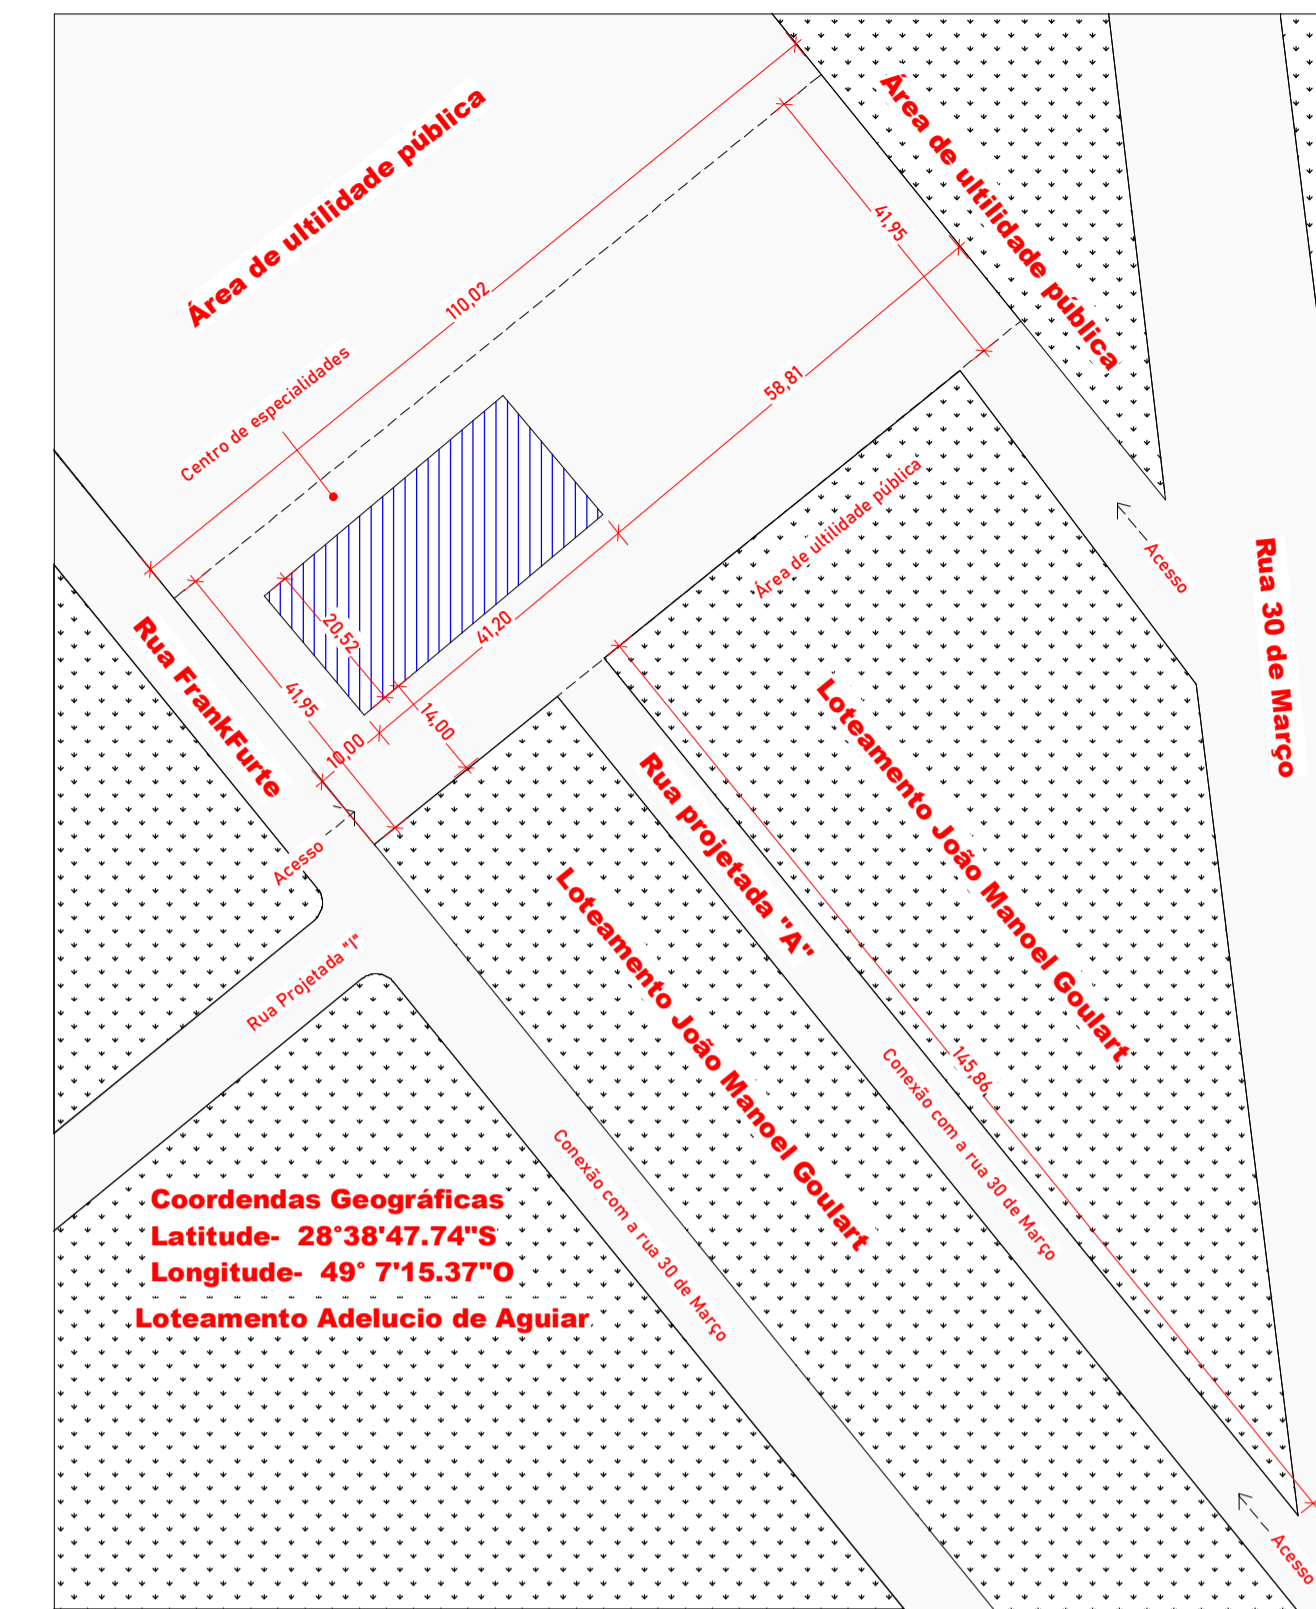 Área de ultilidade pública
Área de ultilidade pública
110,02
41,95
58,81
Centro de especialidades
Área de ultilidade pública
Acesso
Rua 30 de Março
20,52
41,20
41,95
14,00
10,00
Rua FrankFurte
Acesso
Rua Projetada "I"
Rua projetada "A"
Loteamento João Manoel Goulart
Loteamento João Manoel Goulart
145,86
Conexão com a rua 30 de Março
Conexão com a rua 30 de Março
Coordendas Geográficas
Latitude- 28°38'47.74"S
Longitude- 49° 7'15.37"O
Loteamento Adelucio de Aguiar
Acesso